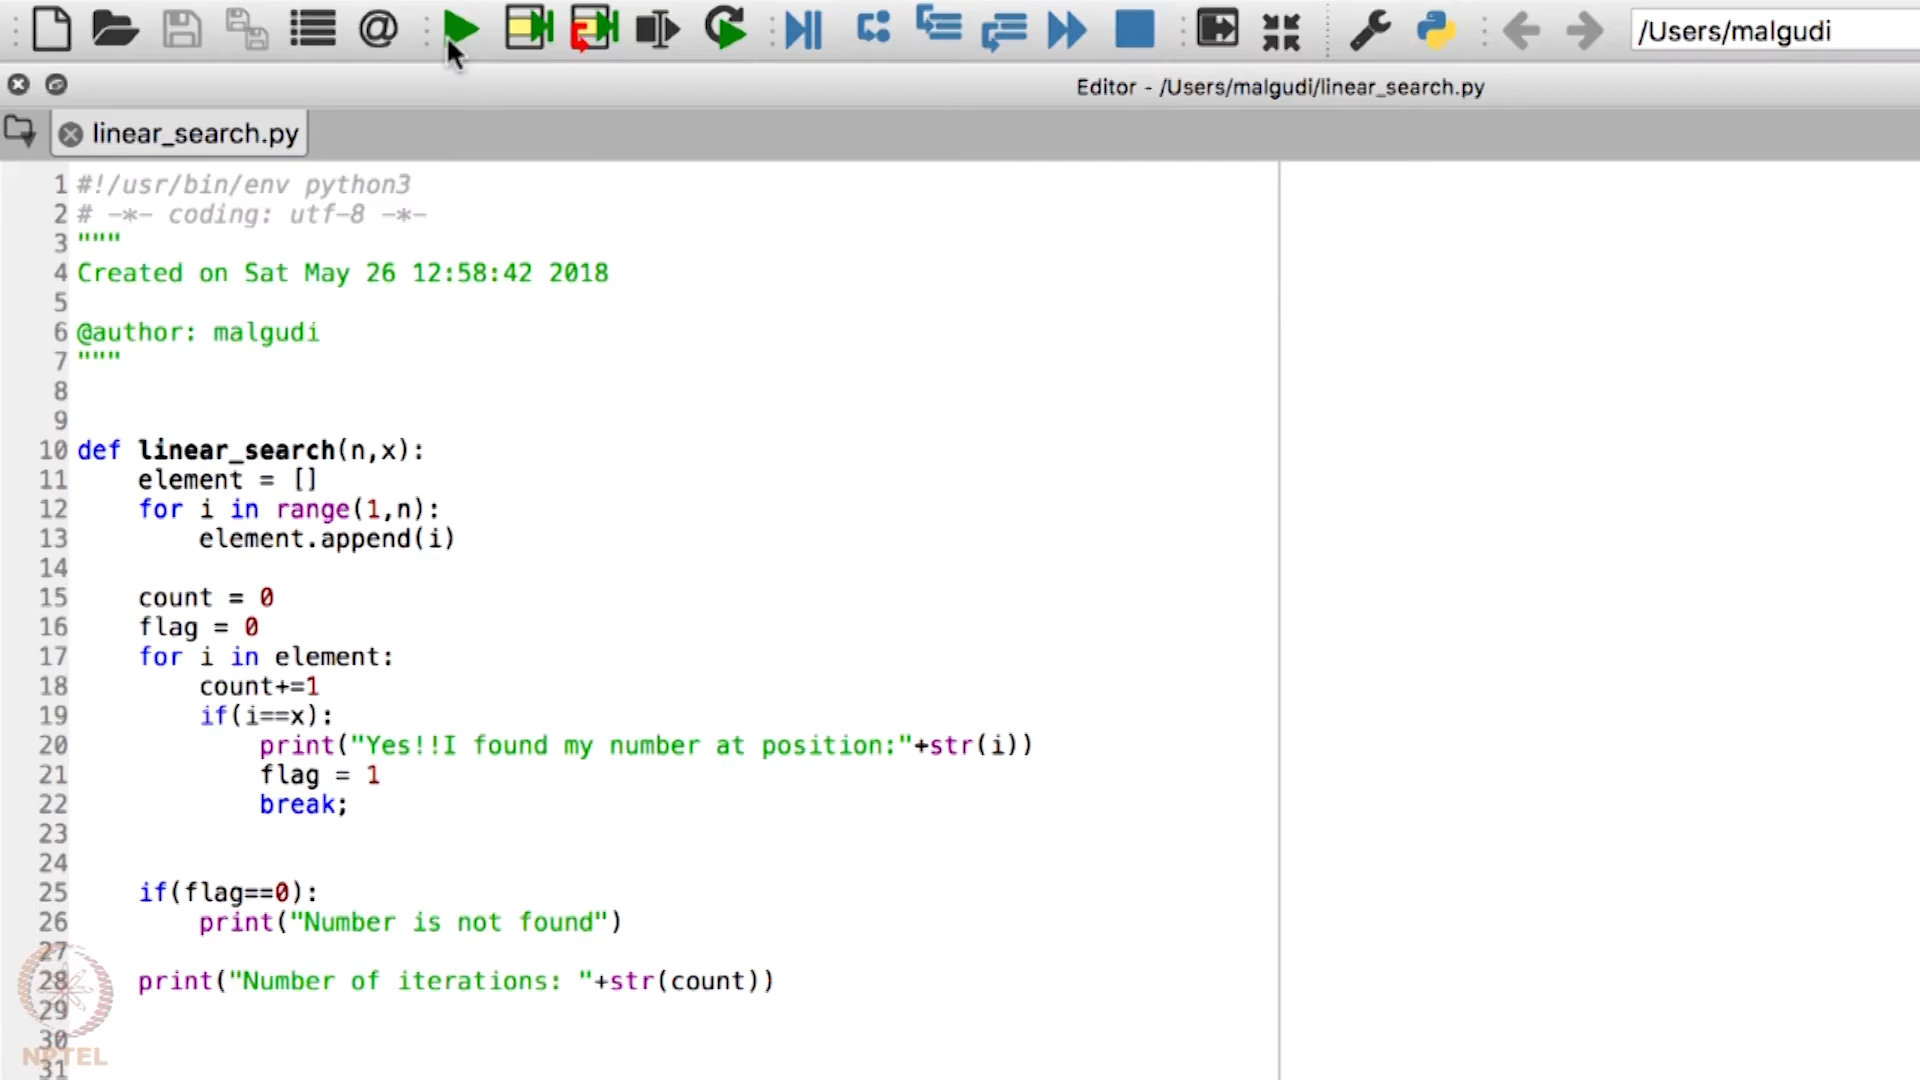 /Users/malgudi
Editor - /Users/malgudi/linear_search.py
linear_search.py
1 #!/usr/bin/env python3
2 # -*- coding: utf-8 -*-
3 """
4 Created on Sat May 26 12:58:42 2018
5
6 @author: malgudi
7 """
8
9
10 def linear_search(n,x):
11     element = []
12     for i in range(1,n):
13         element.append(i)
14
15     count = 0
16     flag = 0
17     for i in element:
18         count+=1
19         if(i==x):
20             print("Yes!!I found my number at position:"+str(i))
21             flag = 1
22             break;
23
24
25     if(flag==0):
26         print("Number is not found")
27
28     print("Number of iterations: "+str(count))
29
30
31
NPTEL